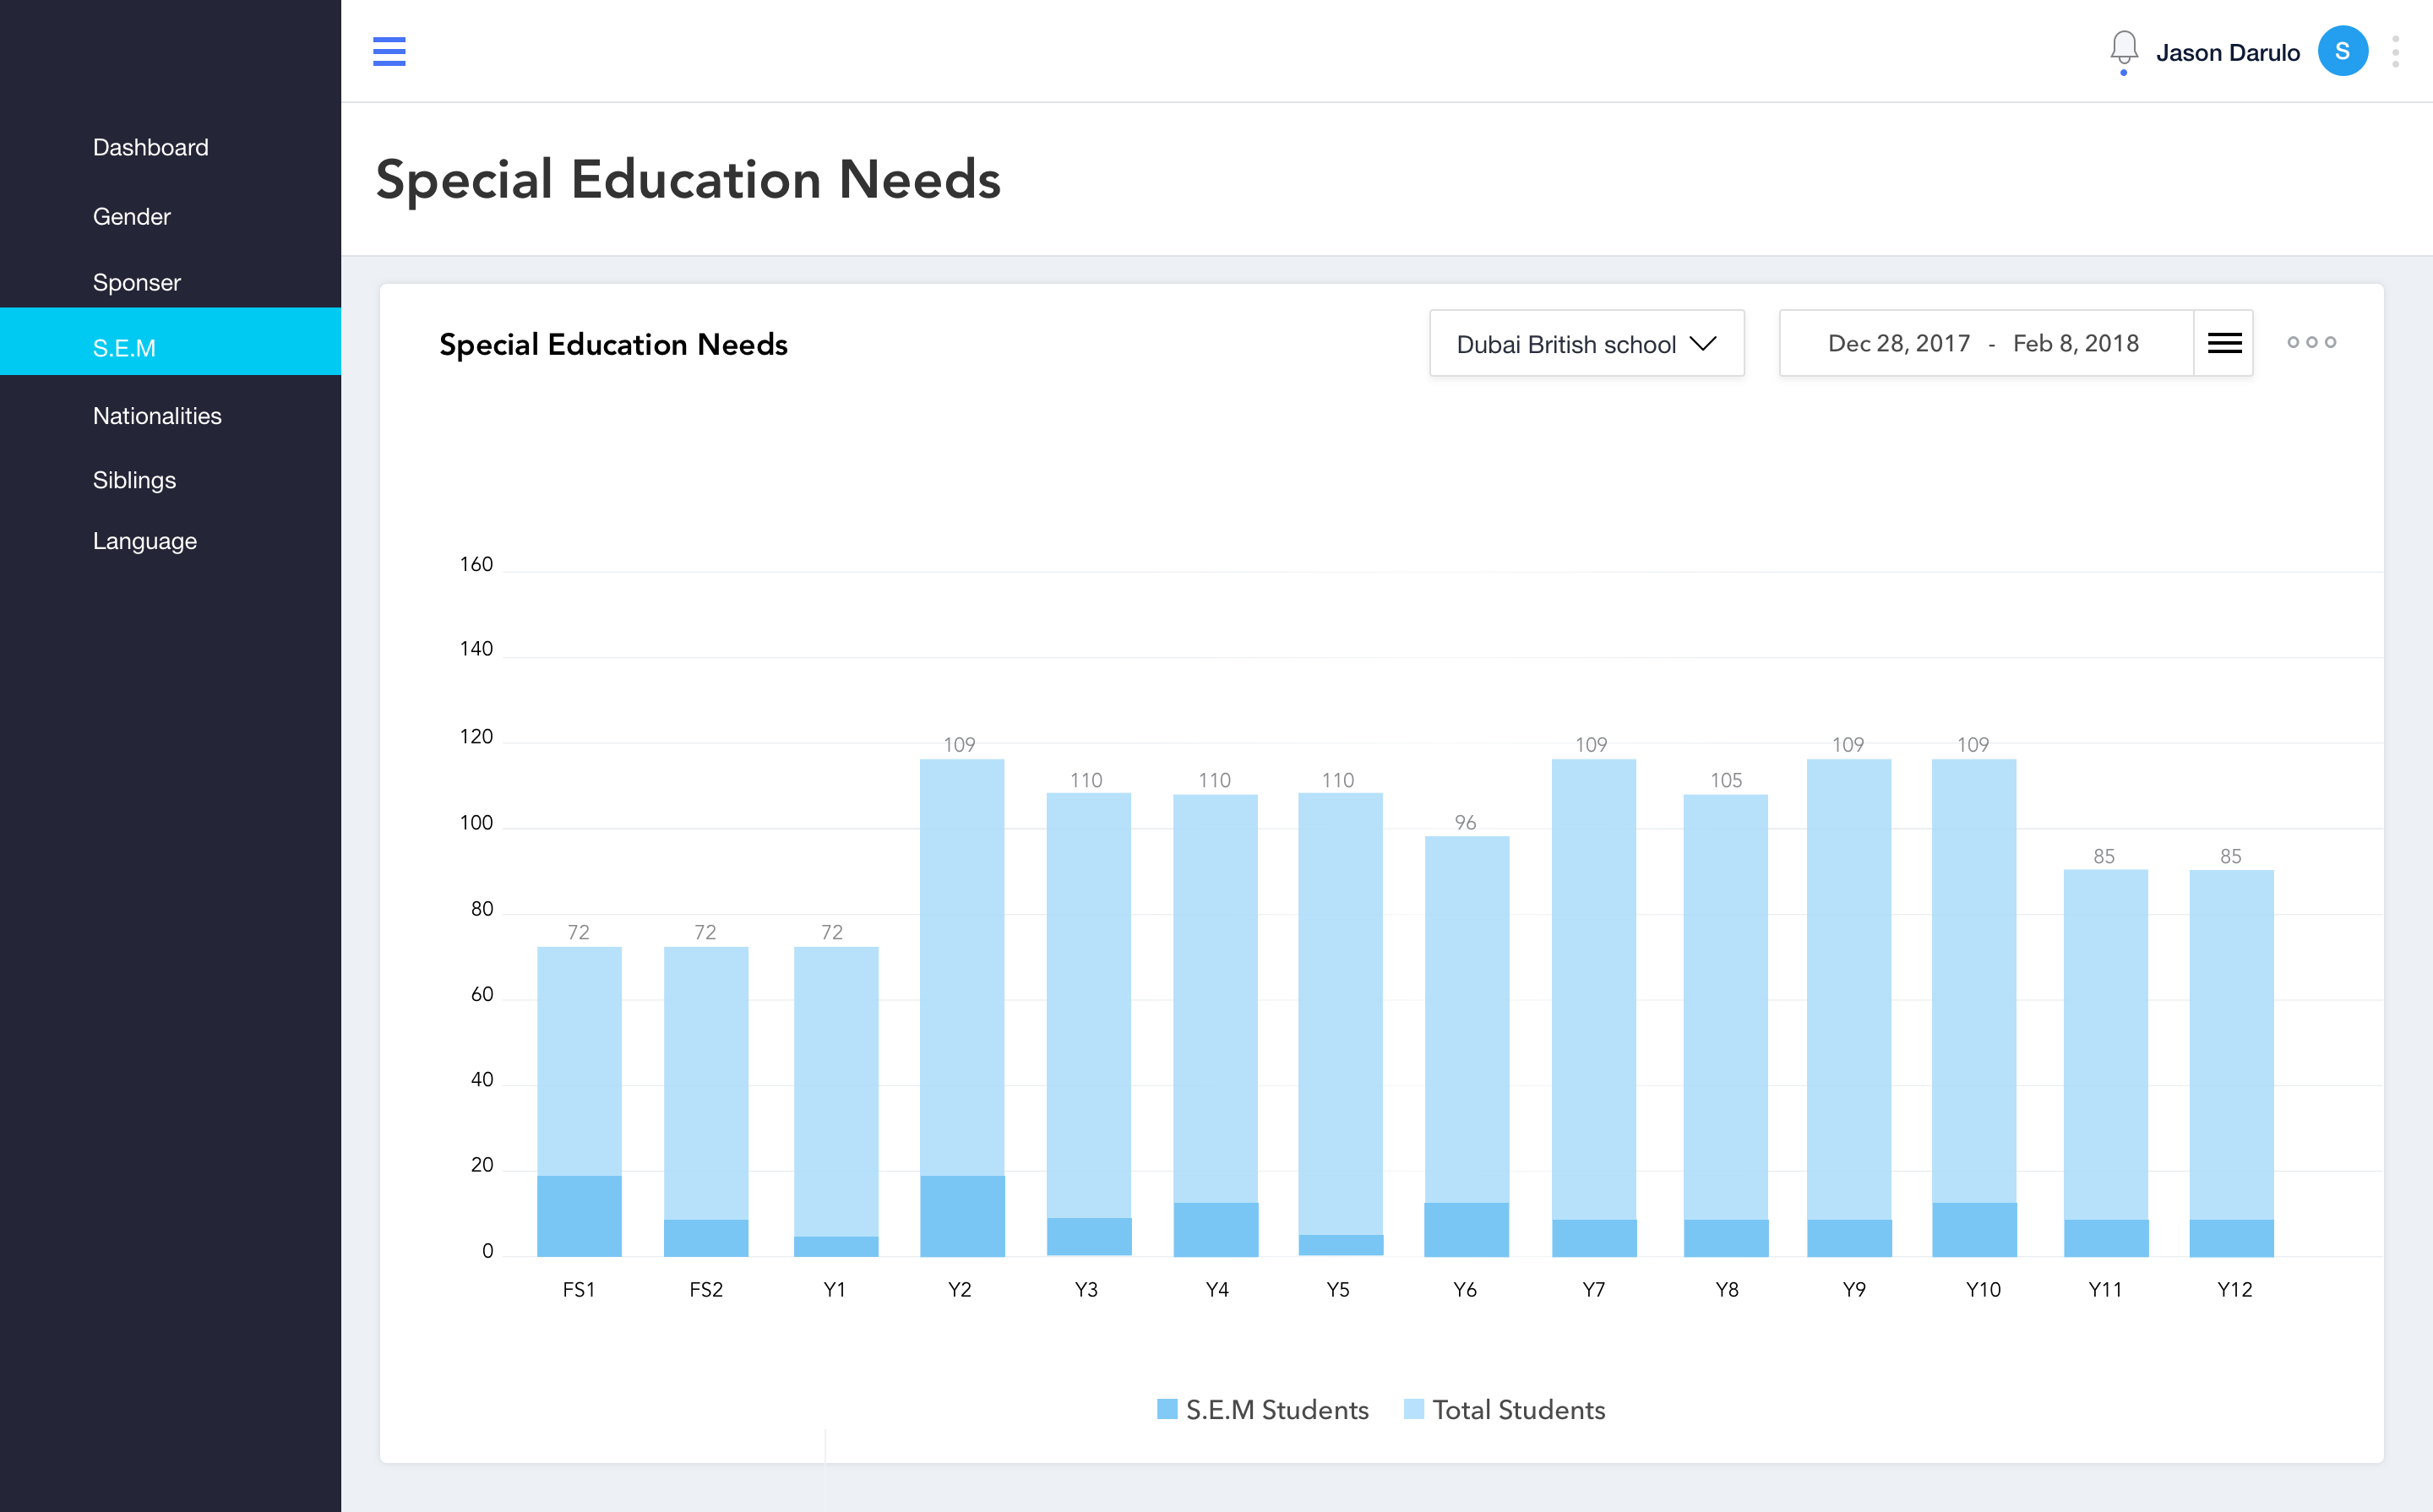 Jason Darulo
S
Dashboard
Gender
Sponser
S.E.M
Nationalities
Siblings
Language
Special Education Needs
Special Education Needs
Dubai British school
Dec 28, 2017 - Feb 8, 2018
160
140
120
100
80
60
40
20
0
72
72
72
109
110
110
110
96
109
105
109
109
85
85
FS1 FS2 Y1 Y2 Y3 Y4 Y5 Y6 Y7 Y8 Y9 Y10 Y11 Y12
S.E.M Students Total Students